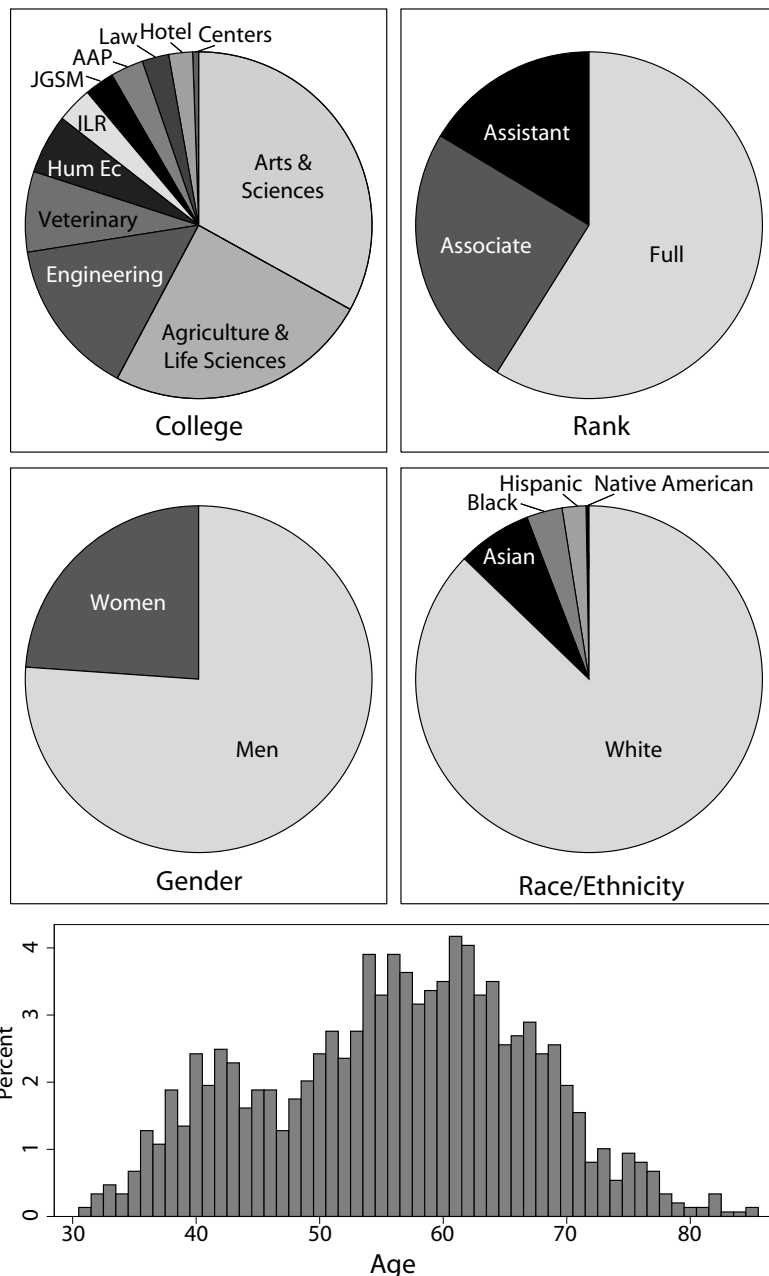 Law
Hotel
Centers
AAP
JGSM
ILR
Hum Ec
Veterinary
Engineering
Arts &
Sciences
Agriculture &
Life Sciences
College
Assistant
Associate
Full
Rank
Women
Men
Gender
Hispanic
Native American
Black
Asian
White
Race/Ethnicity
Percent
4
3
2
1
0
30 40 50 60 70 80
Age